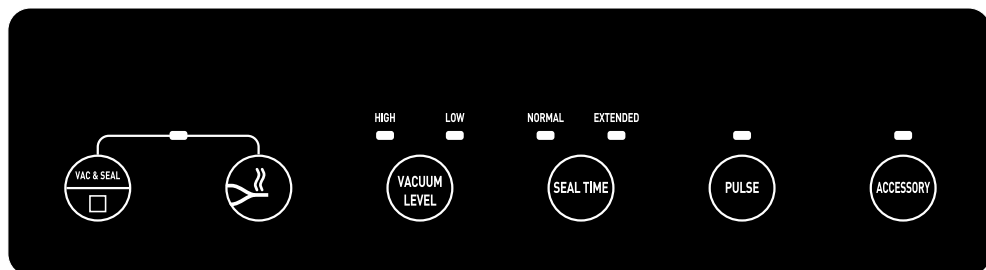 HIGH
LOW
NORMAL
EXTENDED
VAC & SEAL
VACUUM
LEVEL
SEAL TIME
PULSE
ACCESSORY